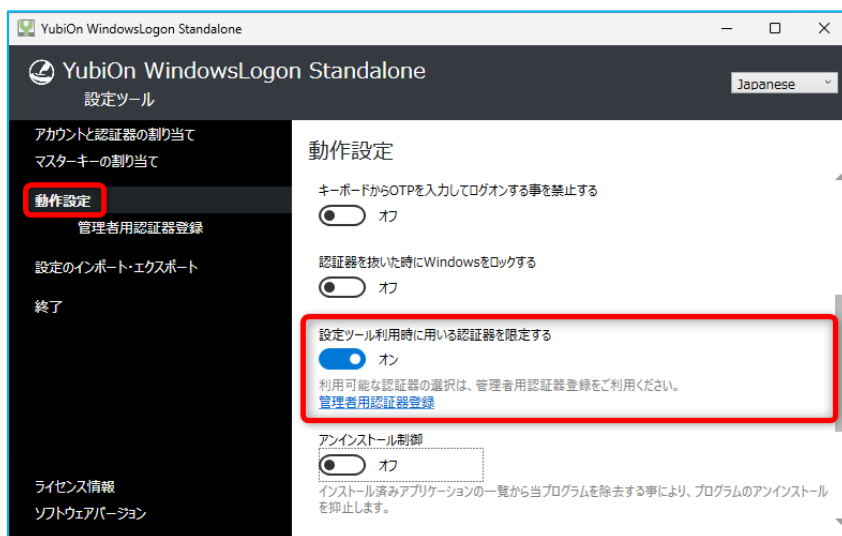 YubiOn WindowsLogon Standalone
YubiOn WindowsLogon Standalone
設定ツール
Japanese
アカウントと認証器の割り当て
マスターキーの割り当て
動作設定
管理者用認証器登録
設定のインポート・エクスポート
終了
ライセンス情報
ソフトウェアバージョン
動作設定
キーボードからOTPを入力してログオンする事を禁止する
オフ
認証器を抜いた時にWindowsをロックする
オフ
設定ツール利用時に用いる認証器を限定する
オン
利用可能な認証器の選択は、管理者用認証器登録をご利用ください。
管理者用認証器登録
アンインストール制御
オフ
インストール済みアプリケーションの一覧から当プログラムを除去する事により、プログラムのアンインストール
を抑止します。